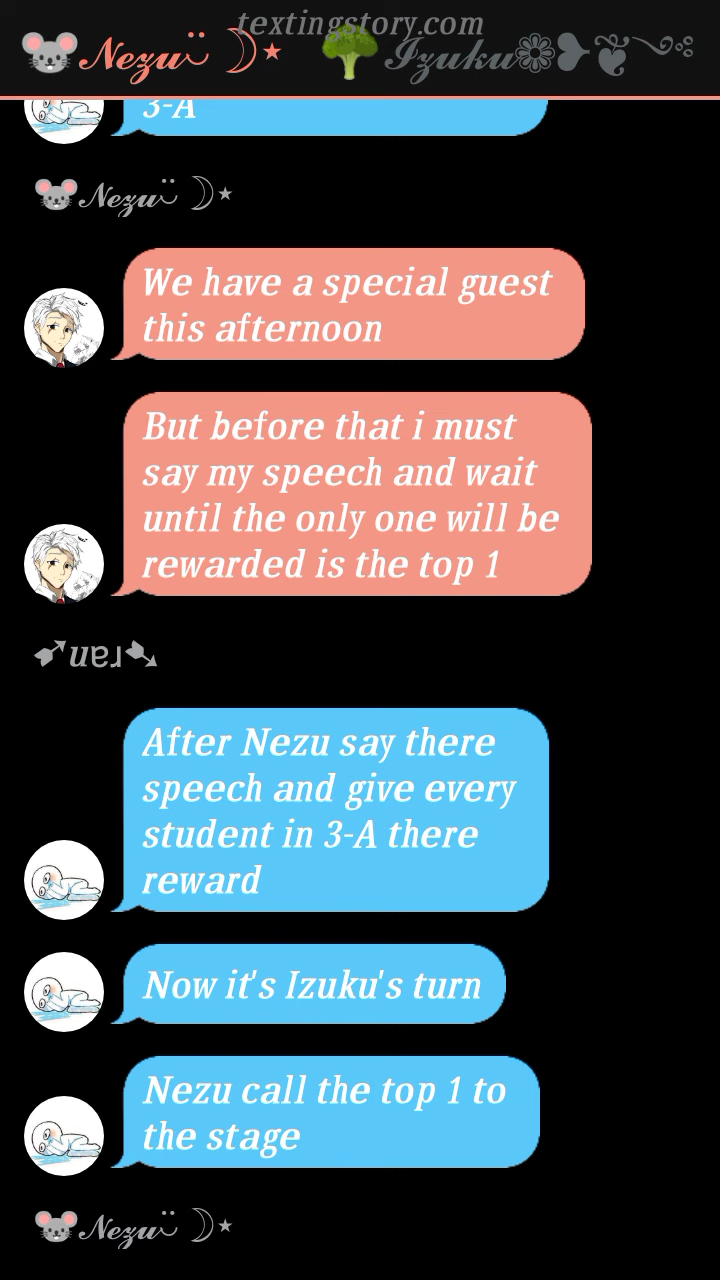 textingstory.com
🐭Nezu ᵕ̈ ☽⋆ 🥦Izuku❁❥❦〜༗
3-A
🐭Nezu ᵕ̈ ☽⋆
We have a special guest
this afternoon
But before that i must
say my speech and wait
until the only one will be
rewarded is the top 1
➶uɐɹ➴
After Nezu say there
speech and give every
student in 3-A there
reward
Now it's Izuku's turn
Nezu call the top 1 to
the stage
🐭Nezu ᵕ̈ ☽⋆